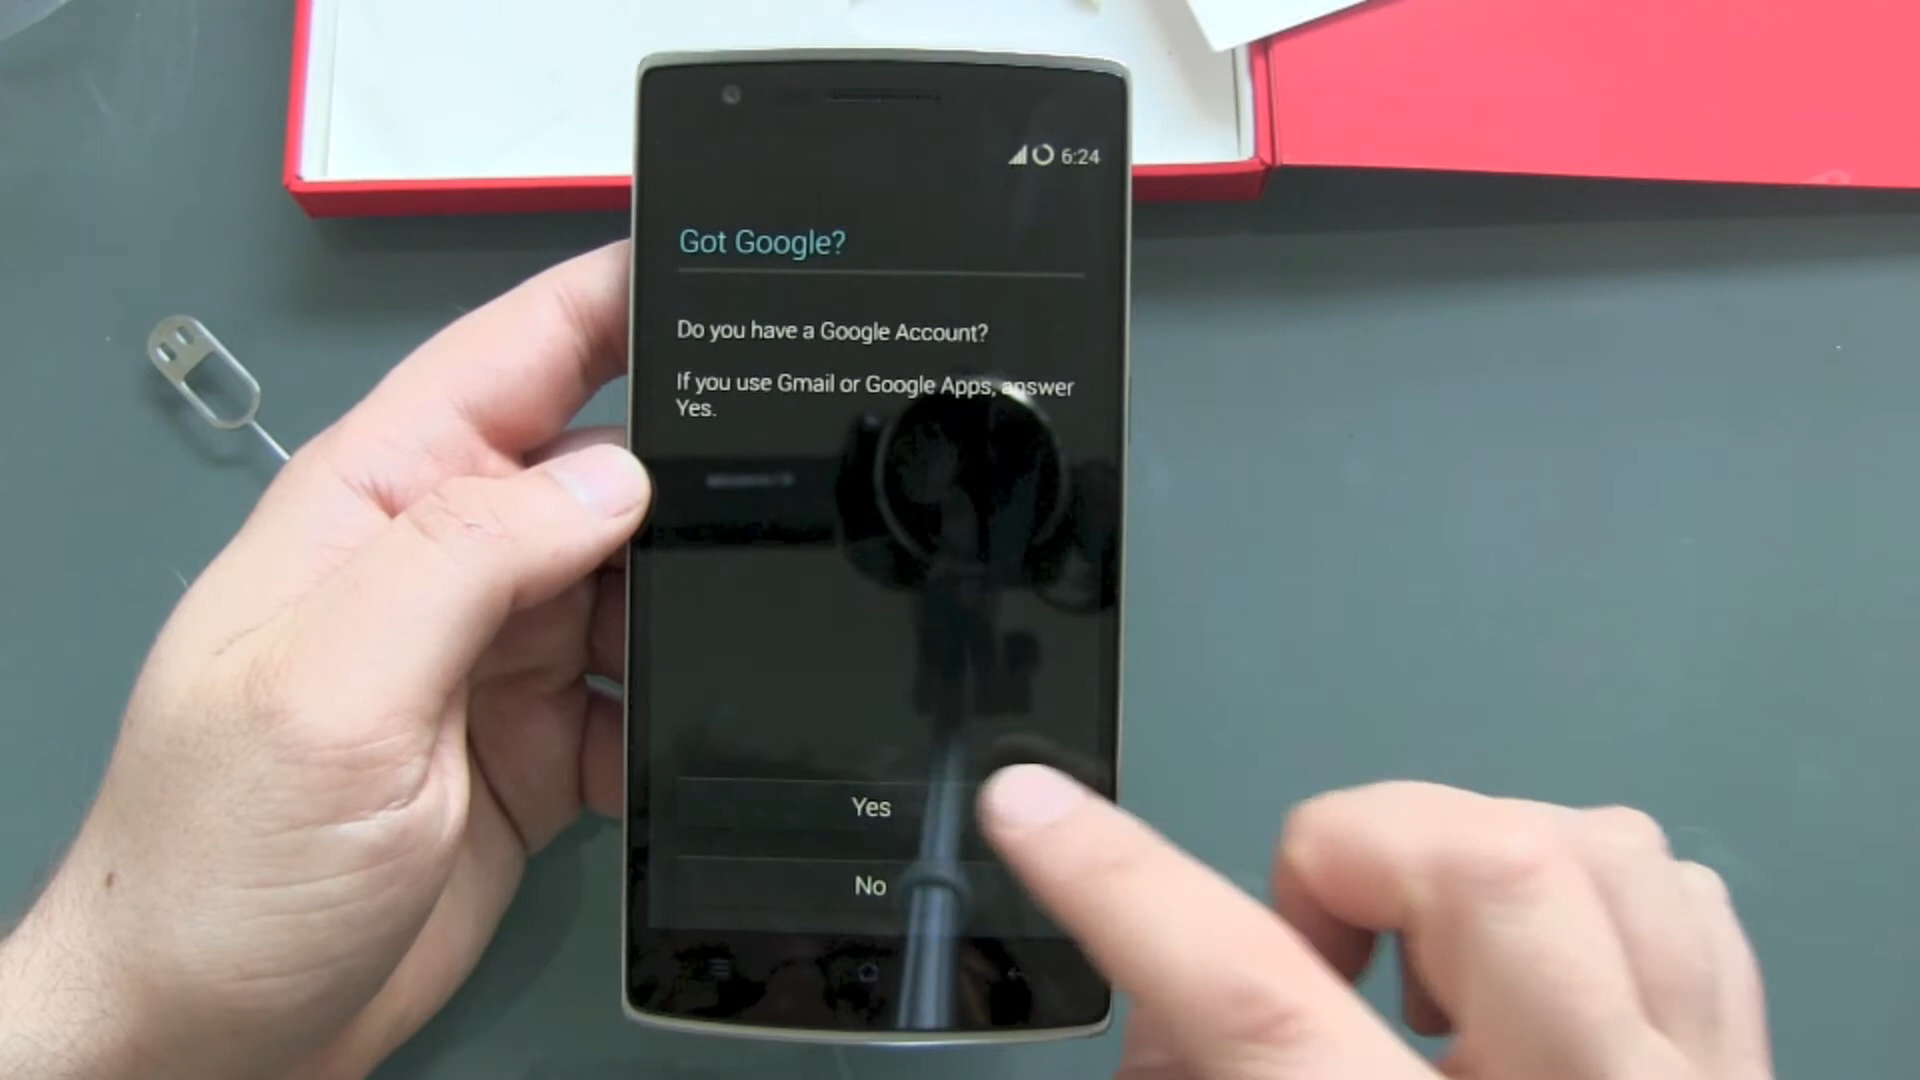 6:24
Got Google?
Do you have a Google Account?
If you use Gmail or Google Apps, answer
Yes.
Yes
No